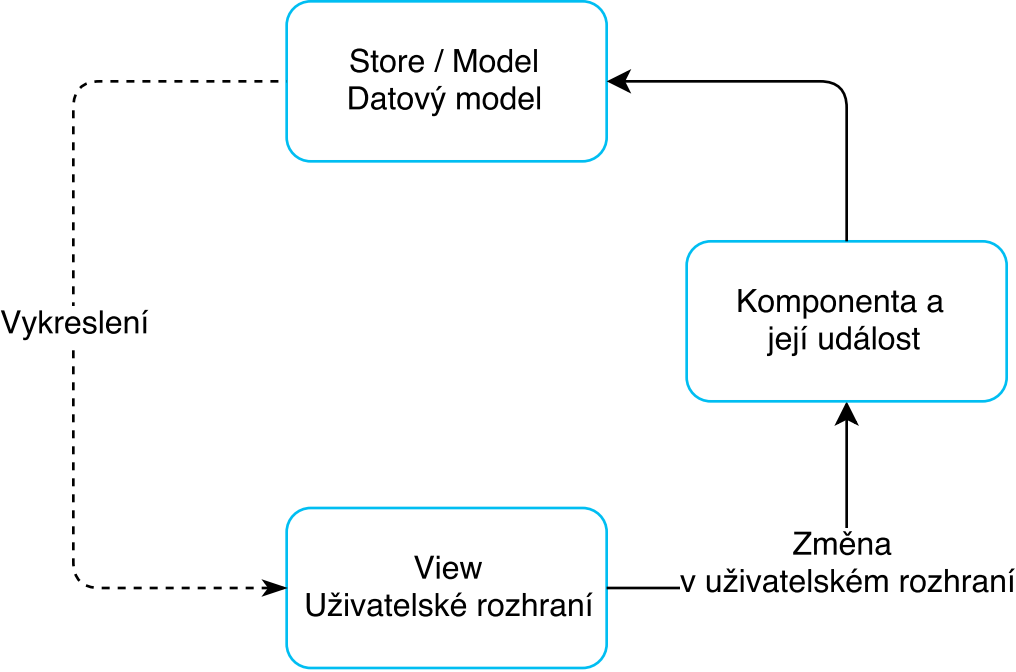 Store / Model
Datový model
Komponenta a
její událost
Vykreslení
Změna
v uživatelském rozhraní
View
Uživatelské rozhraní